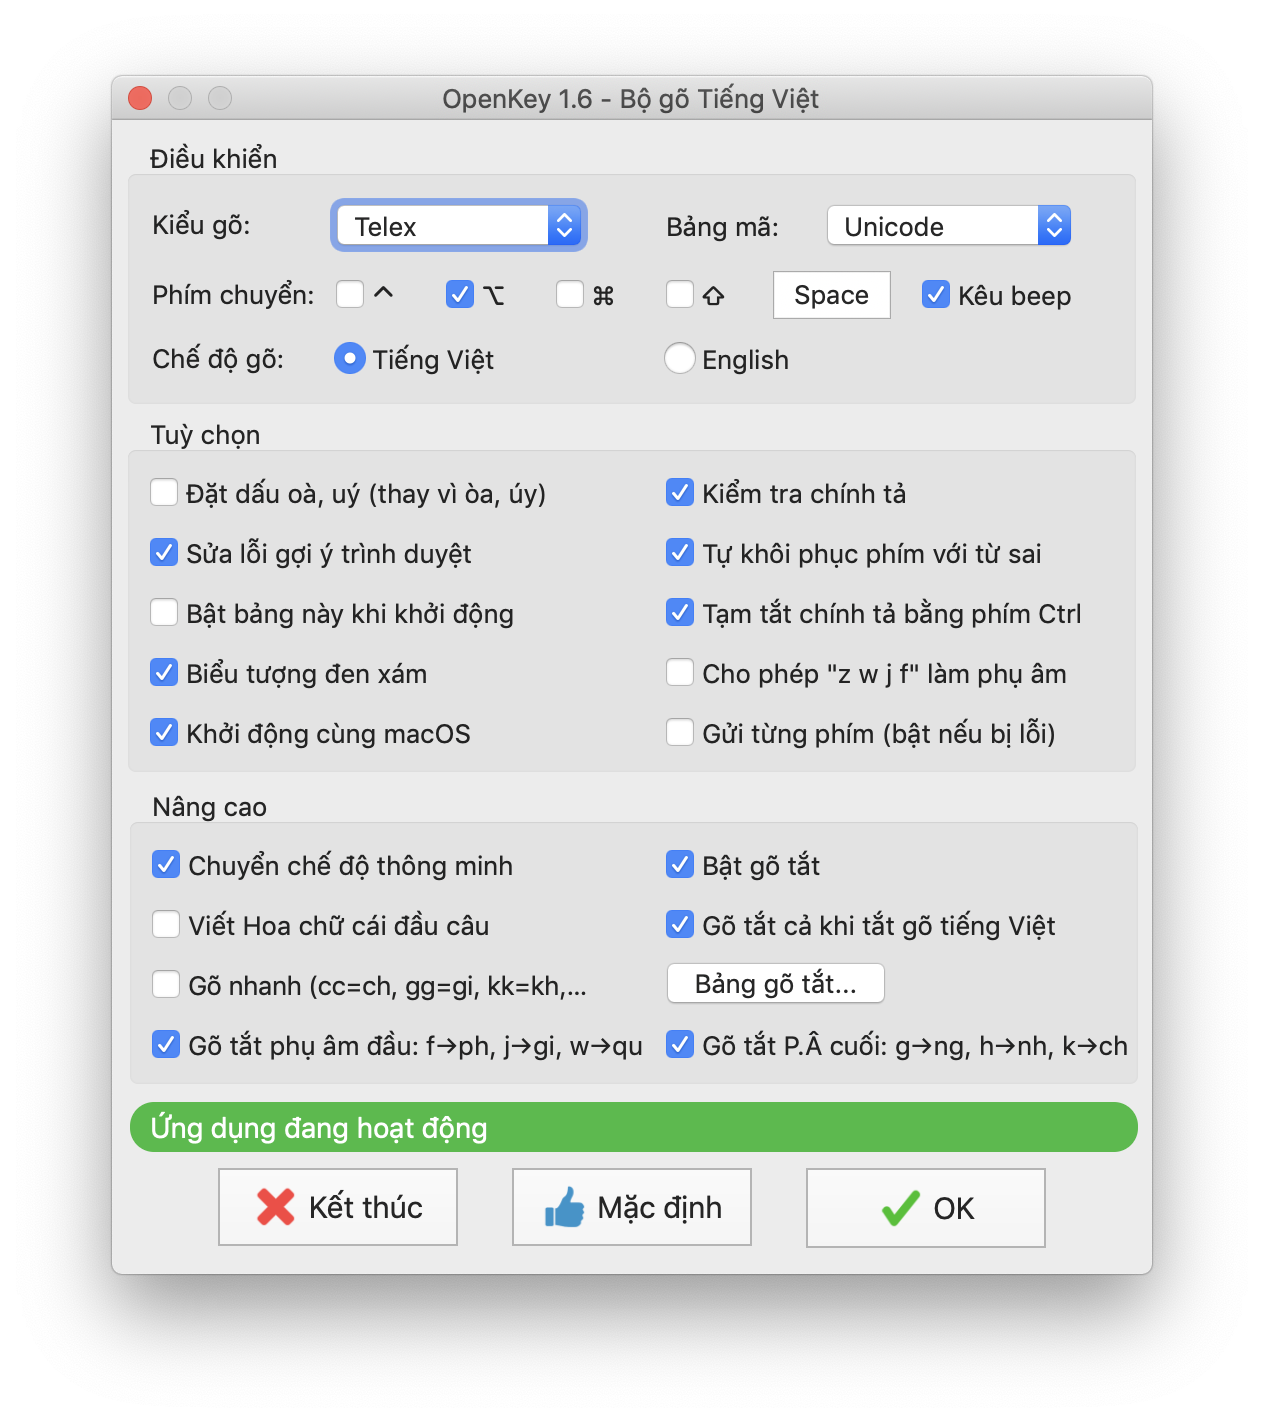 OpenKey 1.6 - Bộ gõ Tiếng Việt
Điều khiển
Kiểu gõ: Telex Bảng mã: Unicode
Phím chuyển: ^ ⌥ ⌘ ⇧ Space Kêu beep
Chế độ gõ: Tiếng Việt English
Tuỳ chọn
Đặt dấu oà, uý (thay vì òa, úy) Kiểm tra chính tả
Sửa lỗi gợi ý trình duyệt Tự khôi phục phím với từ sai
Bật bảng này khi khởi động Tạm tắt chính tả bằng phím Ctrl
Biểu tượng đen xám Cho phép "z w j f" làm phụ âm
Khởi động cùng macOS Gửi từng phím (bật nếu bị lỗi)
Nâng cao
Chuyển chế độ thông minh Bật gõ tắt
Viết Hoa chữ cái đầu câu Gõ tắt cả khi tắt gõ tiếng Việt
Gõ nhanh (cc=ch, gg=gi, kk=kh,... Bảng gõ tắt...
Gõ tắt phụ âm đầu: f→ph, j→gi, w→qu Gõ tắt P.Â cuối: g→ng, h→nh, k→ch
Ứng dụng đang hoạt động
Kết thúc Mặc định OK